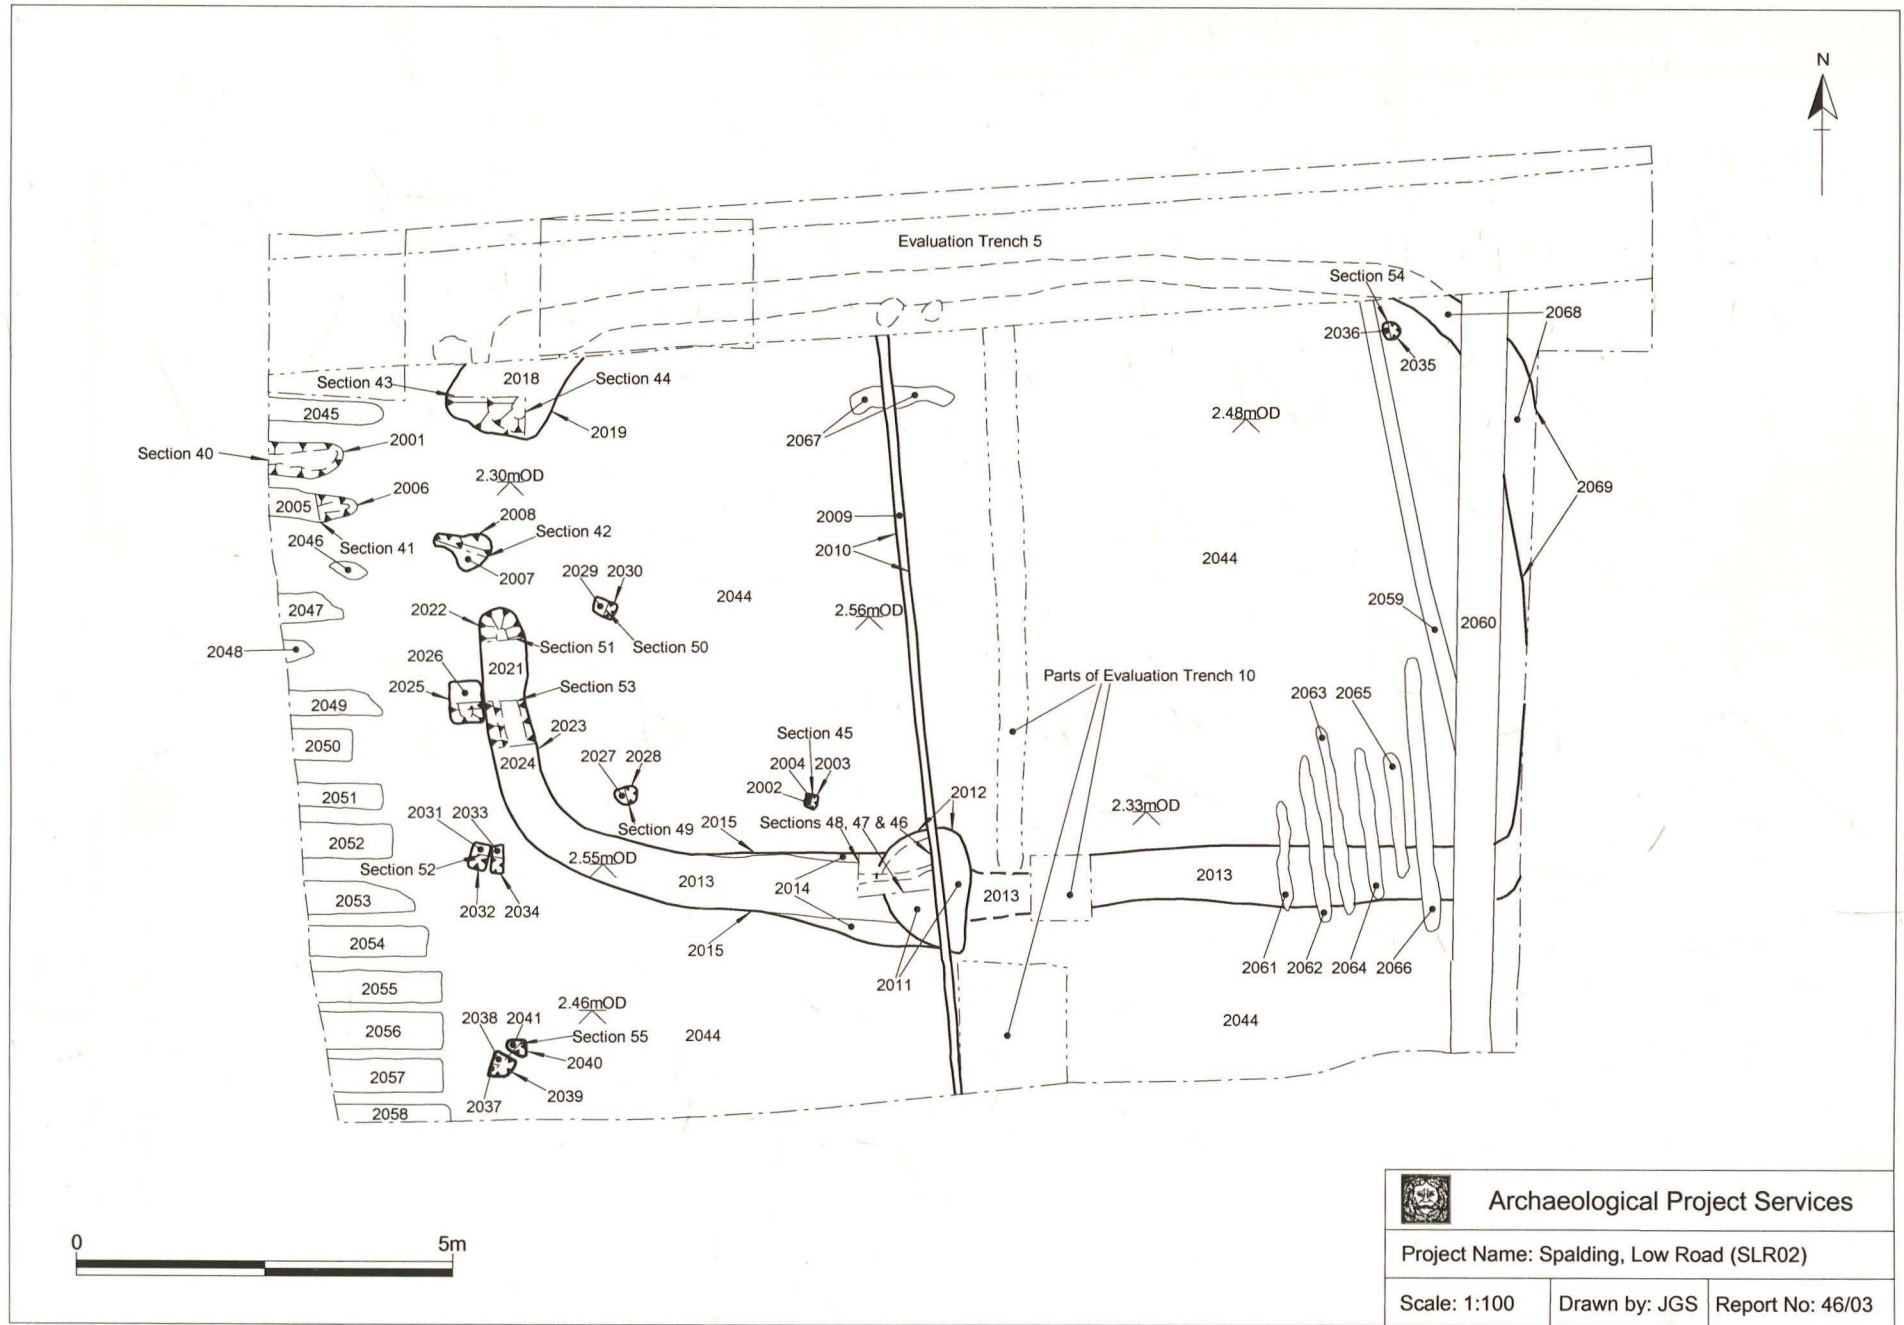 N
Evaluation Trench 5
Section 54
2068
2036
2035
Section 43
2018
Section 44
2045
2019
2067
2.48mOD
2001
Section 40
2.30mOD
2069
2005
2006
2008
2009
Section 41
Section 42
2046
2010
2007
2044
2029 2030
2044
2047
2022
2.56mOD
2059
2060
2048
Section 51
Section 50
2026
2021
Parts of Evaluation Trench 10
2025
Section 53
2063 2065
2049
2023
Section 45
2050
2024
2027 2028
2004 2003
2002
2051
2012
2.33mOD
2031 2033
Section 49
2015
Sections 48, 47 & 46
2052
2.55mOD
Section 52
2013
2014
2013
2013
2053
2032 2034
2054
2015
2061 2062 2064 2066
2055
2011
2.46mOD
2038 2041
2056
Section 55
2044
2044
2040
2057
2039
2037
2058
Archaeological Project Services
Project Name: Spalding, Low Road (SLR02)
0 5m
Scale: 1:100 Drawn by: JGS Report No: 46/03